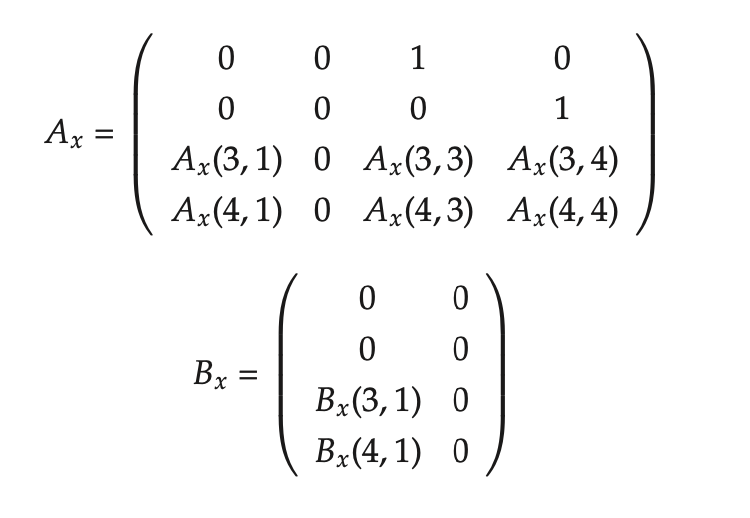 A_x = ( 0 0 1 0
0 0 0 1
A_x(3,1) 0 A_x(3,3) A_x(3,4)
A_x(4,1) 0 A_x(4,3) A_x(4,4) )
B_x = ( 0 0
0 0
B_x(3,1) 0
B_x(4,1) 0 )